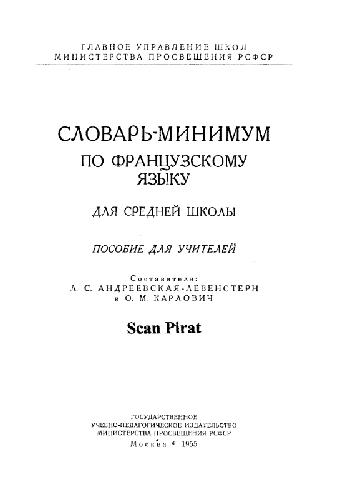 ГЛАВНОЕ УПРАВЛЕНИЕ ШКОЛ
МИНИСТЕРСТВА ПРОСВЕЩЕНИЯ РСФСР
СЛОВАРЬ-МИНИМУМ
ПО ФРАНЦУЗСКОМУ
ЯЗЫКУ
ДЛЯ СРЕДНЕЙ ШКОЛЫ
ПОСОБИЕ ДЛЯ УЧИТЕЛЕЙ
Составители:
Л. С. АНДРЕЕВСКАЯ-ЛЕВЕНСТЕРН
и О. М. КАРЛОВИЧ
Scan Pirat
ГОСУДАРСТВЕННОЕ
УЧЕБНО-ПЕДАГОГИЧЕСКОЕ ИЗДАТЕЛЬСТВО
МИНИСТЕРСТВА ПРОСВЕЩЕНИЯ РСФСР
Москва * 1955